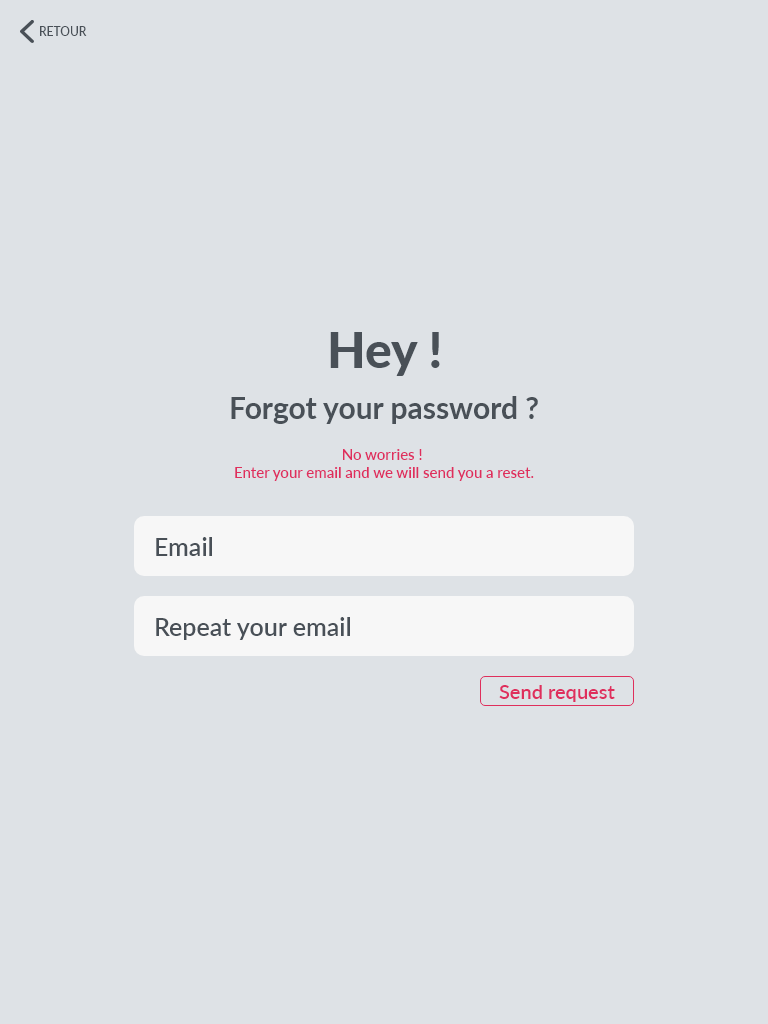 RETOUR
Hey !
Forgot your password ?
No worries !
Enter your email and we will send you a reset.
Email
Repeat your email
Send request